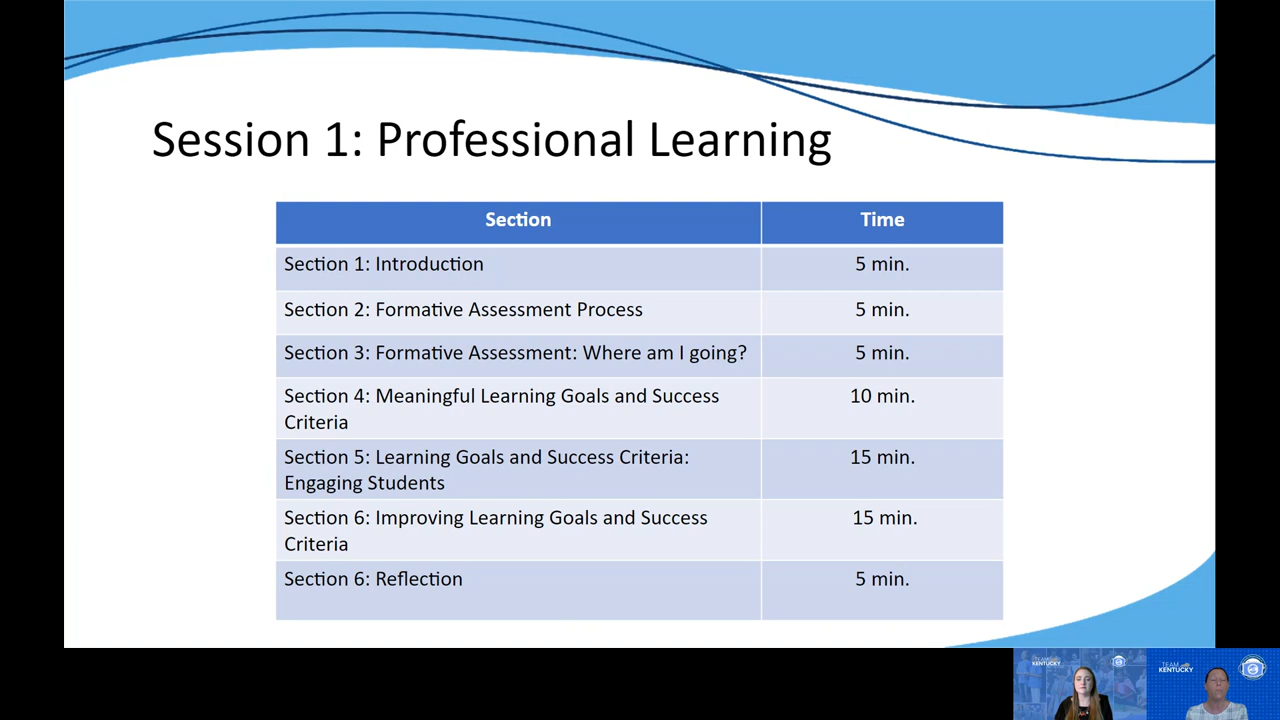 Session 1: Professional Learning
Section Time
Section 1: Introduction 5 min.
Section 2: Formative Assessment Process 5 min.
Section 3: Formative Assessment: Where am I going? 5 min.
Section 4: Meaningful Learning Goals and Success 10 min.
Criteria
Section 5: Learning Goals and Success Criteria: 15 min.
Engaging Students
Section 6: Improving Learning Goals and Success 15 min.
Criteria
Section 6: Reflection 5 min.
TEAM
KENTUCKY
TEAM
KENTUCKY